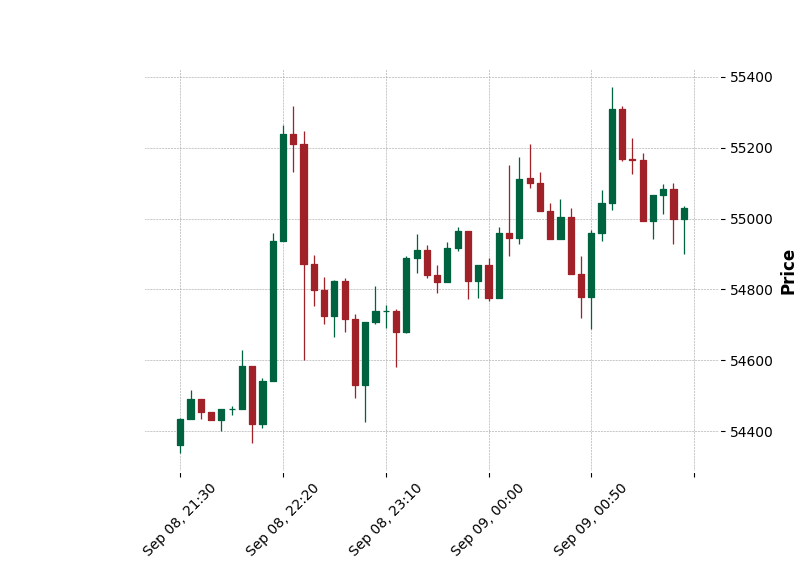 55400
55200
55000
54800
54600
54400
Price
Sep 08, 21:30
Sep 08, 22:20
Sep 08, 23:10
Sep 09, 00:00
Sep 09, 00:50